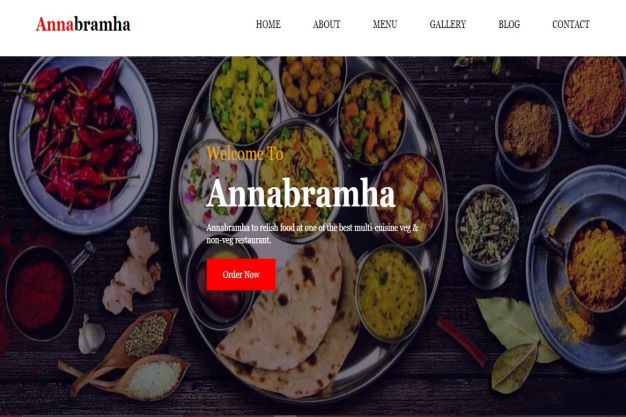 Annabramha
HOME ABOUT MENU GALLERY BLOG CONTACT
Welcome To
Annabramha
Annabramha to relish food at one of the best multi-cuisine veg &
non-veg restaurant.
Order Now